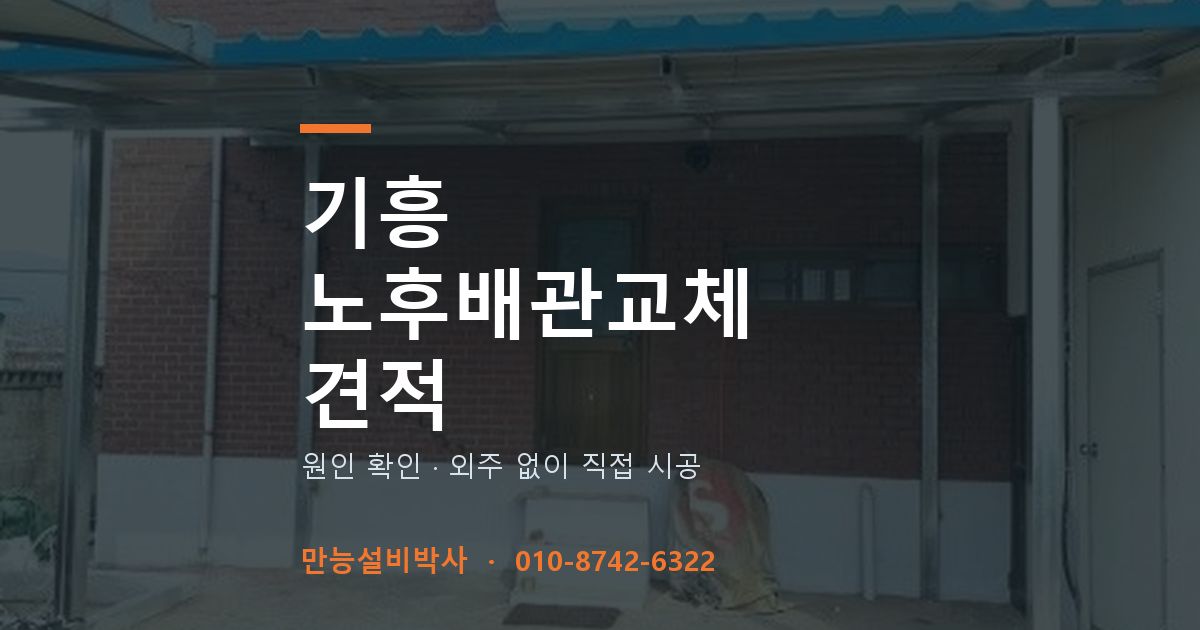 기흥
노후배관교체
견적
원인 확인 · 외주 없이 직접 시공
만능설비박사 · 010-8742-6322
S